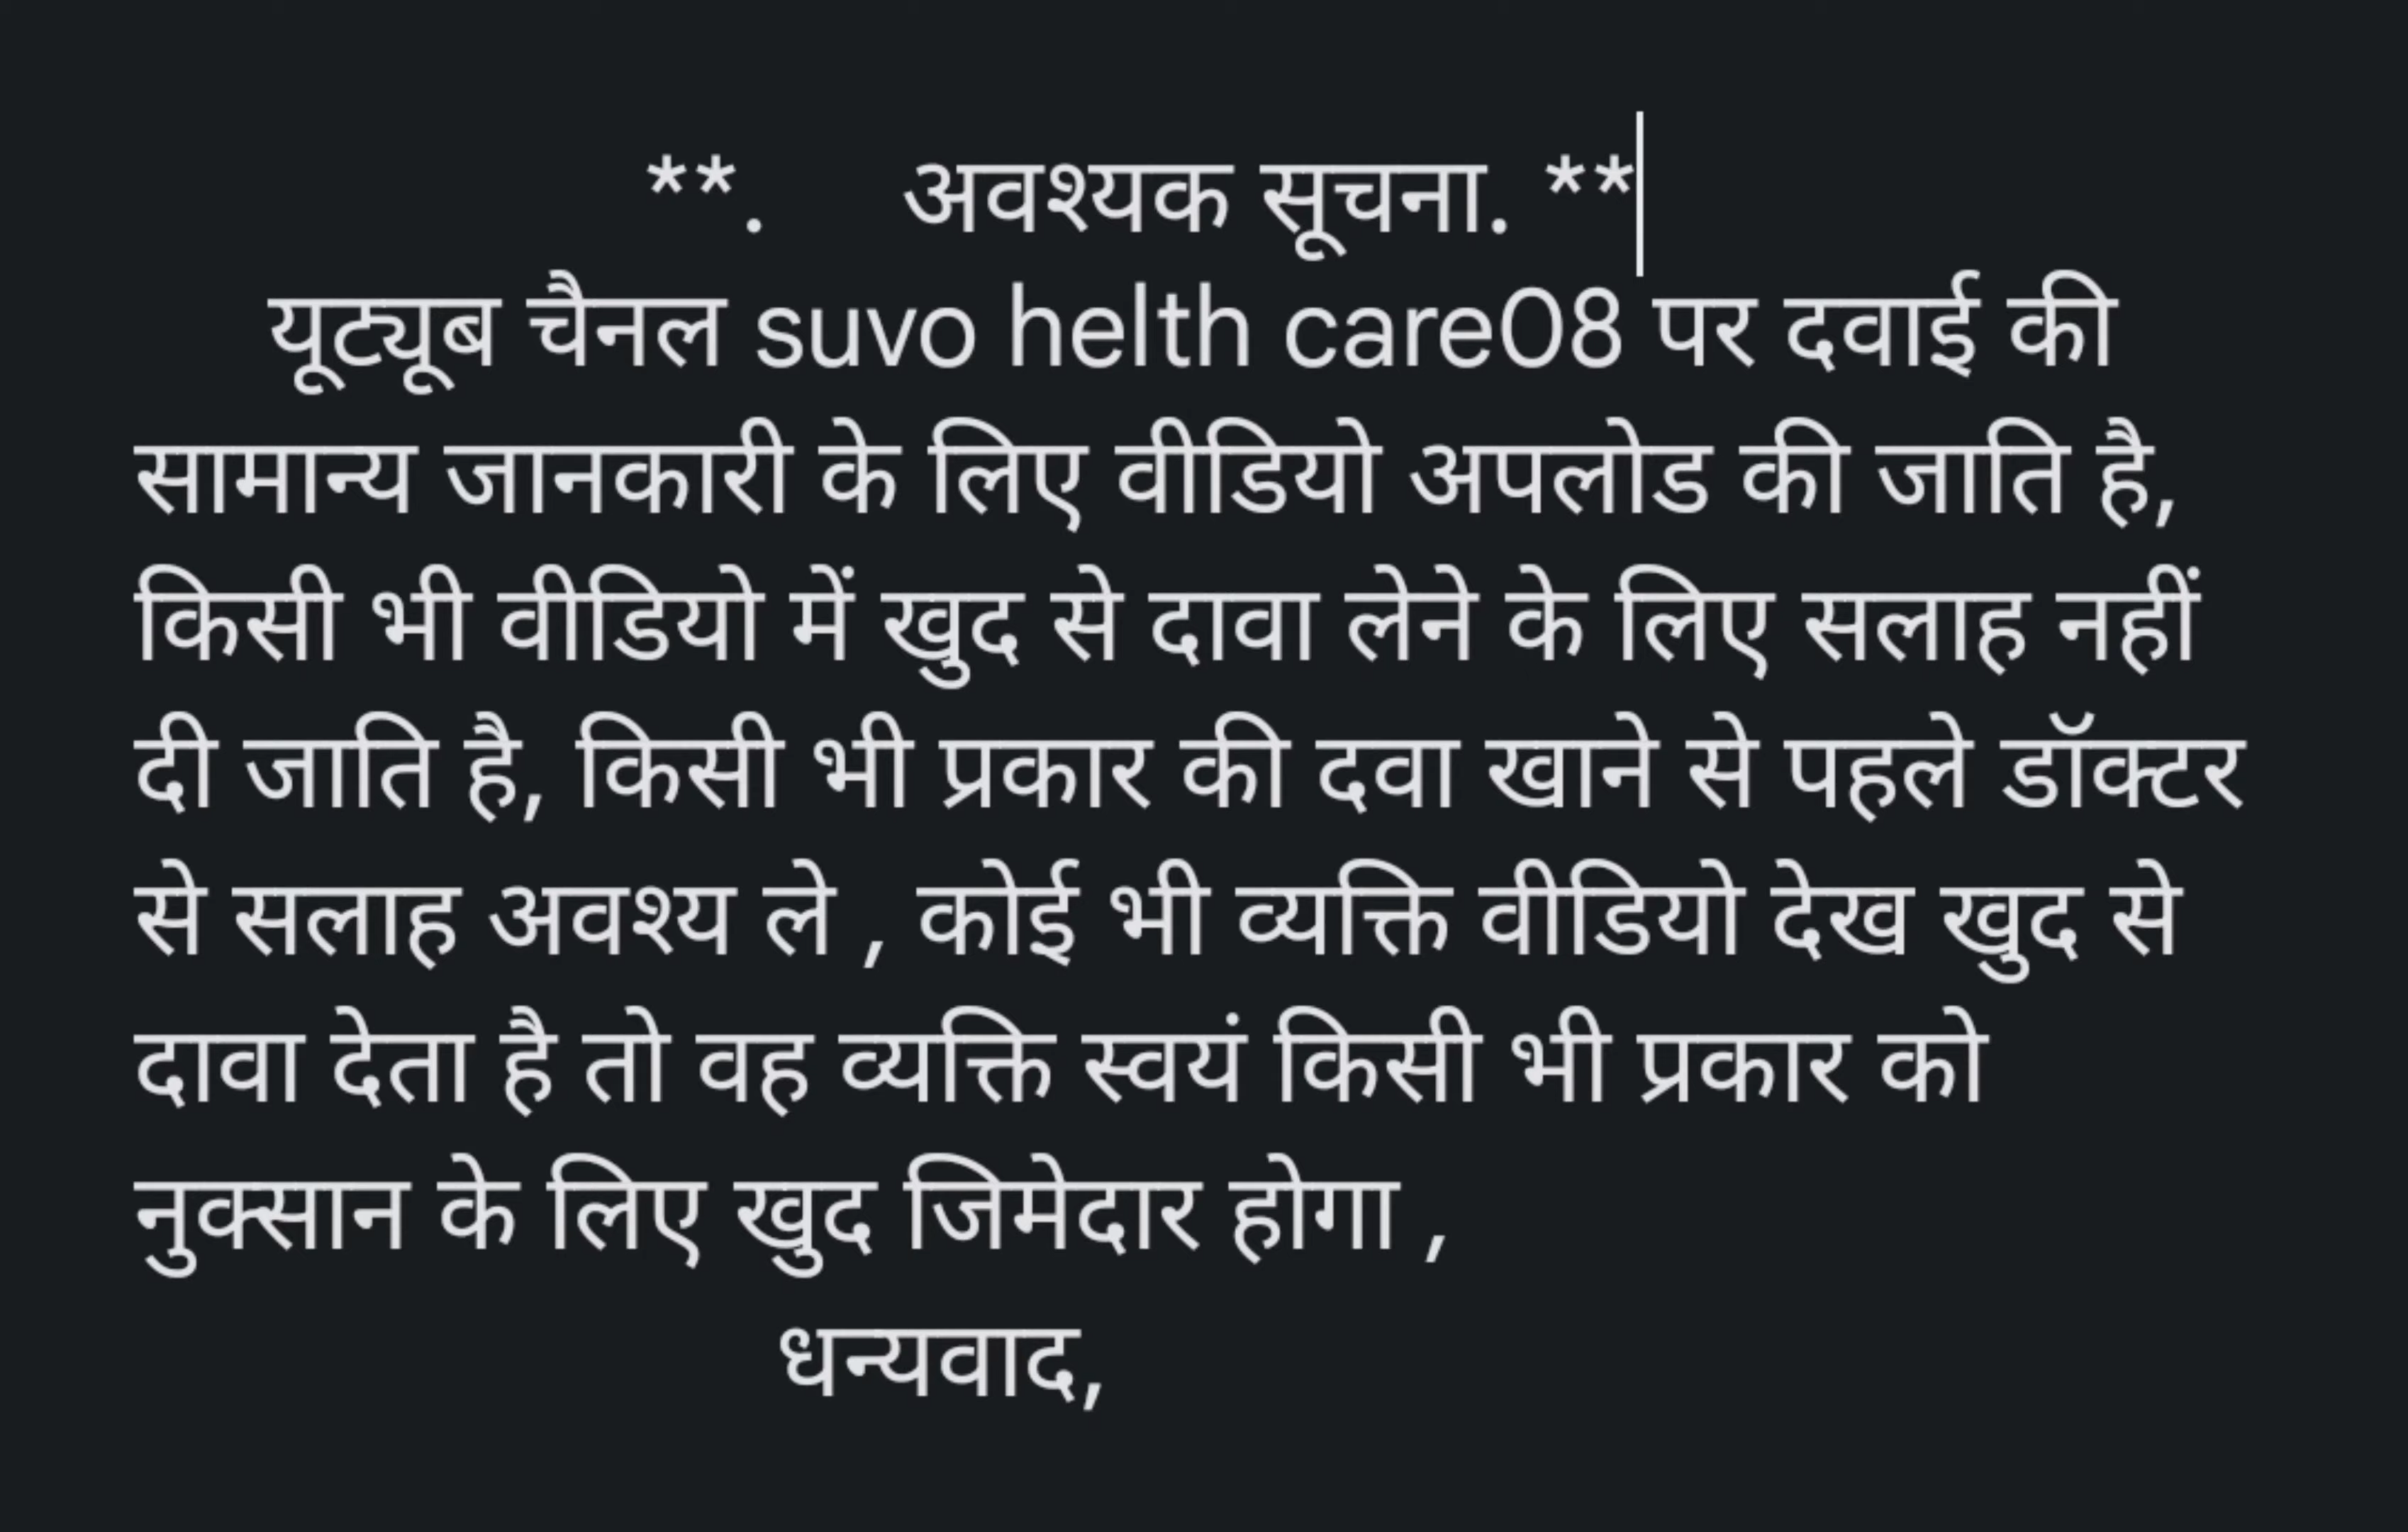 **. अवश्यक सूचना. **
यूट्यूब चैनल suvo helth care08 पर दवाई की
सामान्य जानकारी के लिए वीडियो अपलोड की जाति है,
किसी भी वीडियो में खुद से दावा लेने के लिए सलाह नहीं
दी जाति है, किसी भी प्रकार की दवा खाने से पहले डॉक्टर
से सलाह अवश्य ले , कोई भी व्यक्ति वीडियो देख खुद से
दावा देता है तो वह व्यक्ति स्वयं किसी भी प्रकार को
नुक्सान के लिए खुद जिमेदार होगा ,
धन्यवाद,